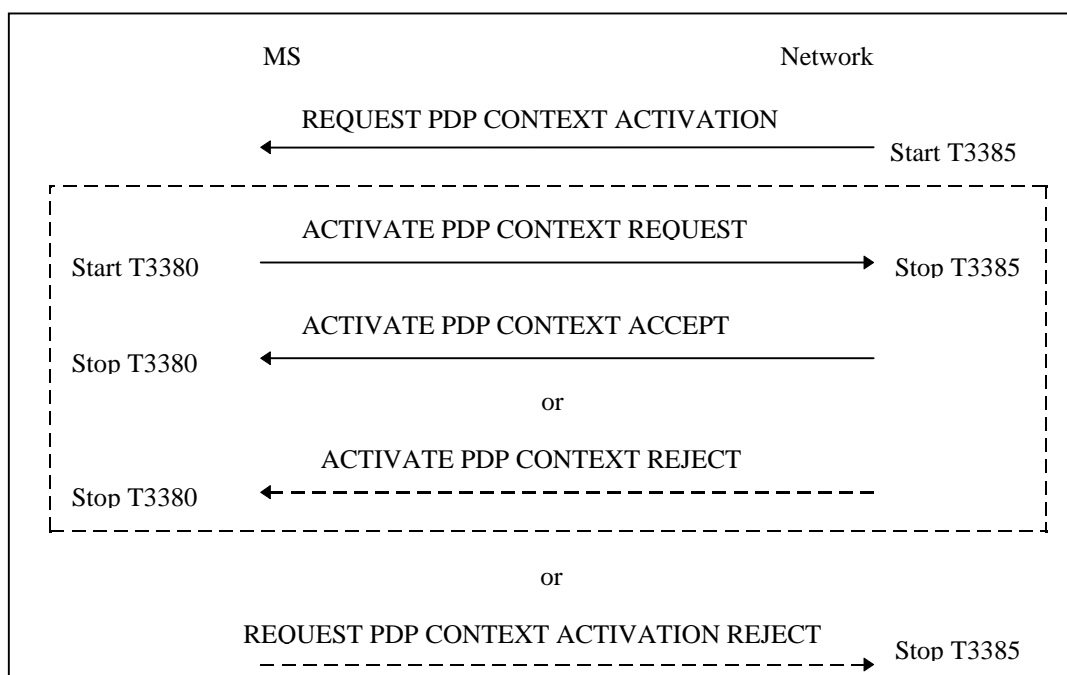 MS Network
REQUEST PDP CONTEXT ACTIVATION
Start T3385
ACTIVATE PDP CONTEXT REQUEST
Start T3380 Stop T3385
ACTIVATE PDP CONTEXT ACCEPT
Stop T3380
or
ACTIVATE PDP CONTEXT REJECT
Stop T3380
or
REQUEST PDP CONTEXT ACTIVATION REJECT
Stop T3385